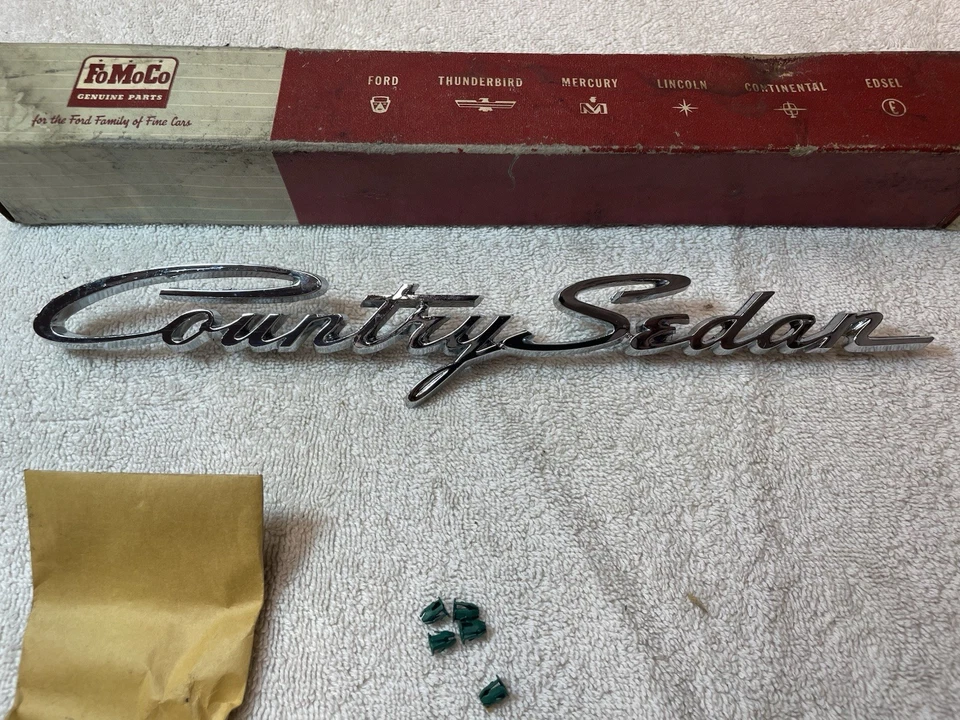 FoMoCo
GENUINE PARTS
for the Ford Family of Fine Cars
FORD THUNDERBIRD MERCURY LINCOLN CONTINENTAL EDSEL
M E
Country Sedan